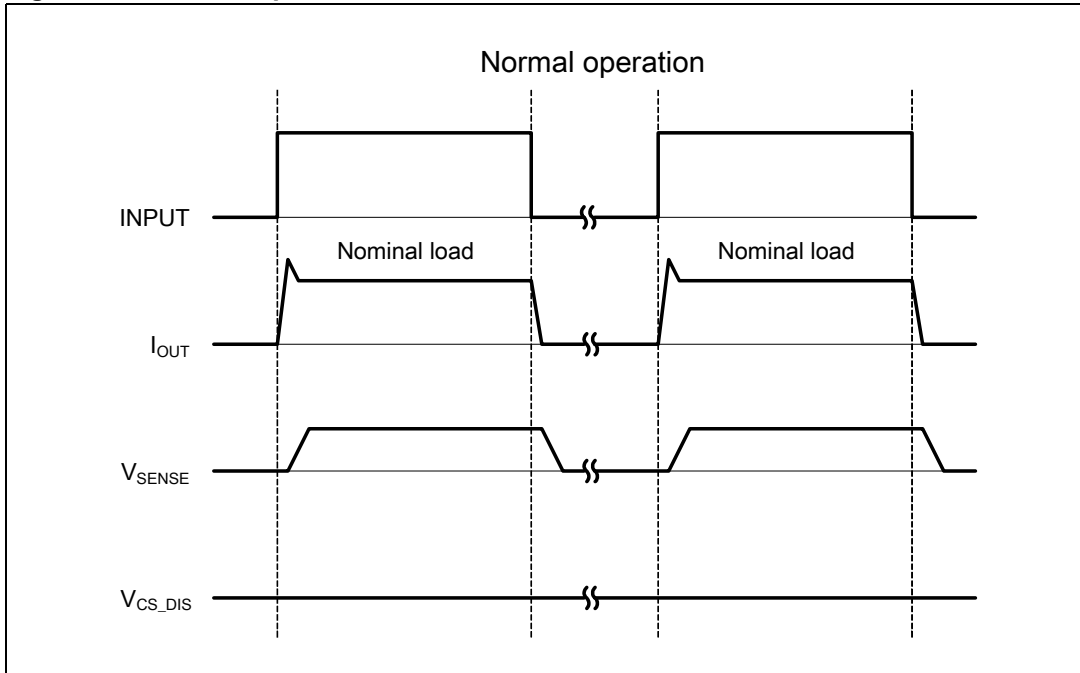 Normal operation
INPUT
Nominal load
Nominal load
I_OUT
V_SENSE
V_CS_DIS